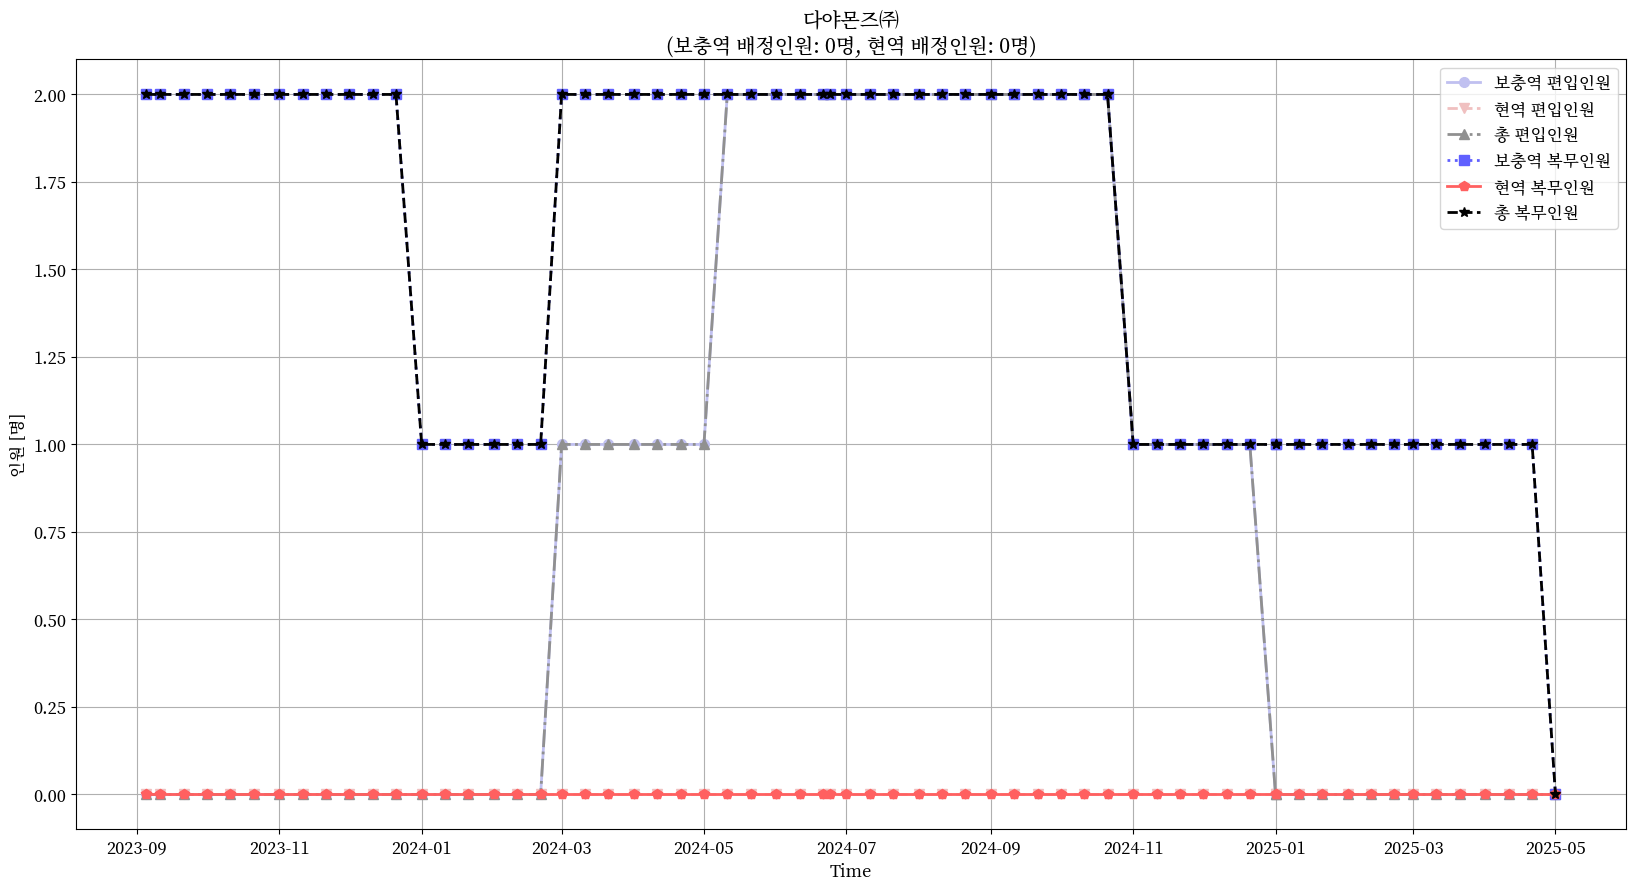 다야몬즈㈜
(보충역 배정인원: 0명, 현역 배정인원: 0명)
보충역 편입인원
현역 편입인원
총 편입인원
보충역 복무인원
현역 복무인원
총 복무인원
인원 [명]
2.00
1.75
1.50
1.25
1.00
0.75
0.50
0.25
0.00
2023-09
2023-11
2024-01
2024-03
2024-05
2024-07
2024-09
2024-11
2025-01
2025-03
2025-05
Time